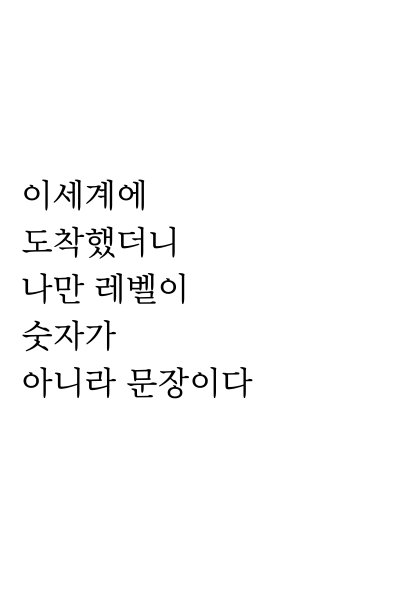 이세계에
도착했더니
나만 레벨이
숫자가
아니라 문장이다